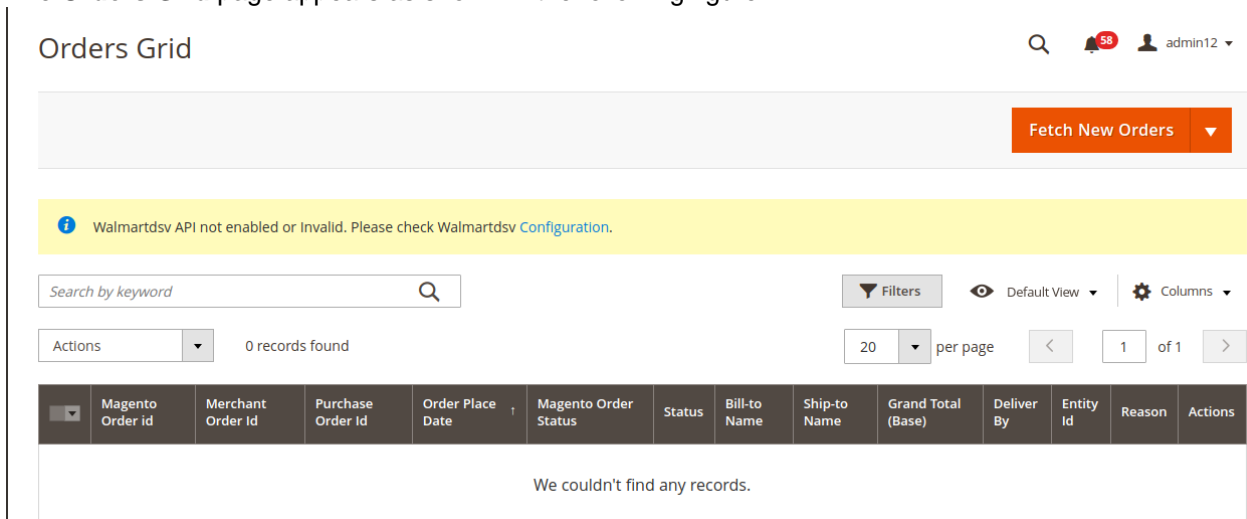 Orders Grid
58
admin12
Fetch New Orders
Walmartdsv API not enabled or Invalid. Please check Walmartdsv Configuration.
Search by keyword
Filters
Default View
Columns
Actions
0 records found
20
per page
1
of 1
Magento Order id
Merchant Order Id
Purchase Order Id
Order Place Date
Magento Order Status
Status
Bill-to Name
Ship-to Name
Grand Total (Base)
Deliver By
Entity Id
Reason
Actions
We couldn't find any records.